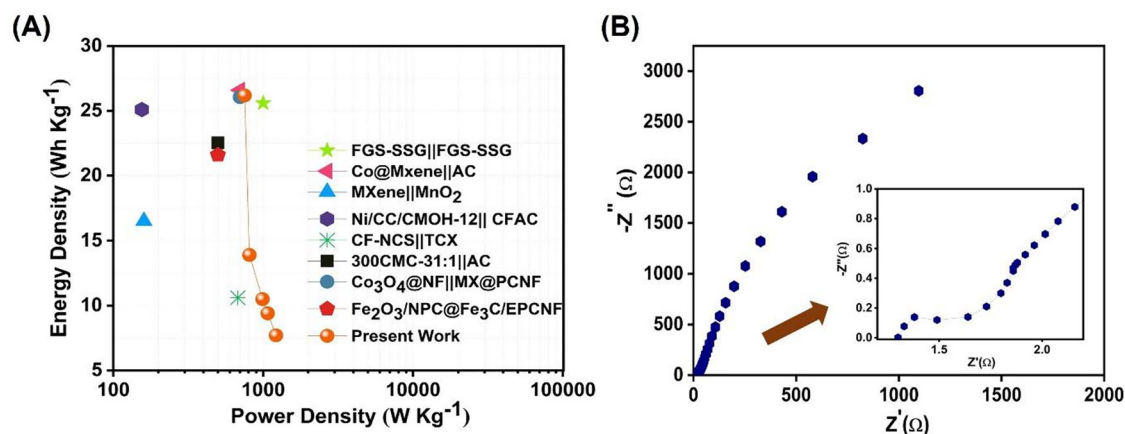 (A)
30
25
20
15
10
5
Energy Density (Wh Kg-1)
100 1000 10000 100000
Power Density (W Kg-1)
FGS-SSG||FGS-SSG
Co@Mxene||AC
MXene||MnO2
Ni/CC/CMOH-12|| CFAC
CF-NCS||TCX
300CMC-31:1||AC
Co3O4@NF||MX@PCNF
Fe2O3/NPC@Fe3C/EPCNF
Present Work
(B)
3000
2500
2000
1500
1000
500
0
-Z''(Ω)
0 500 1000 1500 2000
Z'(Ω)
1.0
0.8
0.6
0.4
0.2
0.0
-Z''(Ω)
1.5 2.0
Z'(Ω)